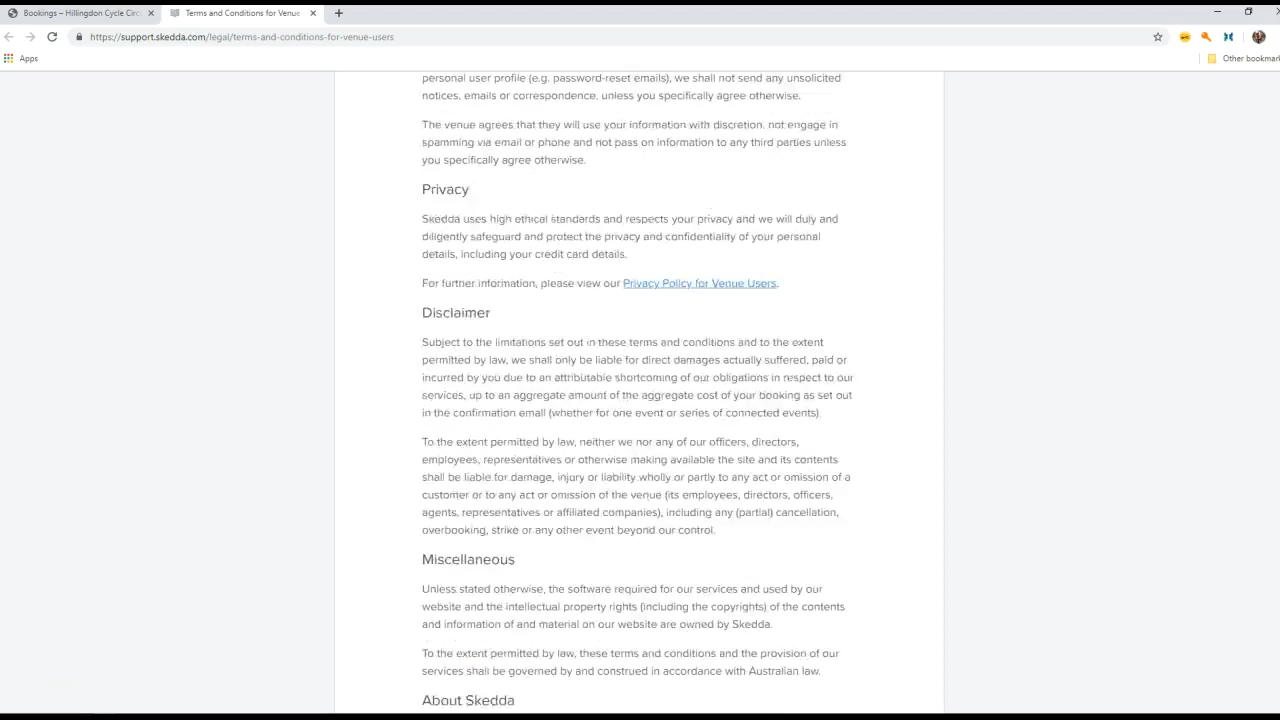 Bookings – Hillingdon Cycle Circ
Terms and Conditions for Venue
https://support.skedda.com/legal/terms-and-conditions-for-venue-users
Apps
Other bookmark
personal user profile (e.g. password-reset emails), we shall not send any unsolicited
notices, emails or correspondence, unless you specifically agree otherwise.
The venue agrees that they will use your information with discretion, not engage in
spamming via email or phone and not pass on information to any third parties unless
you specifically agree otherwise.
Privacy
Skedda uses high ethical standards and respects your privacy and we will duly and
diligently safeguard and protect the privacy and confidentiality of your personal
details, including your credit card details.
For further information, please view our Privacy Policy for Venue Users.
Disclaimer
Subject to the limitations set out in these terms and conditions and to the extent
permitted by law, we shall only be liable for direct damages actually suffered, paid or
incurred by you due to an attributable shortcoming of our obligations in respect to our
services, up to an aggregate amount of the aggregate cost of your booking as set out
in the confirmation email (whether for one event or series of connected events).
To the extent permitted by law, neither we nor any of our officers, directors,
employees, representatives or otherwise making available the site and its contents
shall be liable for damage, injury or liability wholly or partly to any act or omission of a
customer or to any act or omission of the venue (its employees, directors, officers,
agents, representatives or affiliated companies), including any (partial) cancellation,
overbooking, strike or any other event beyond our control.
Miscellaneous
Unless stated otherwise, the software required for our services and used by our
website and the intellectual property rights (including the copyrights) of the contents
and information of and material on our website are owned by Skedda.
To the extent permitted by law, these terms and conditions and the provision of our
services shall be governed by and construed in accordance with Australian law.
About Skedda